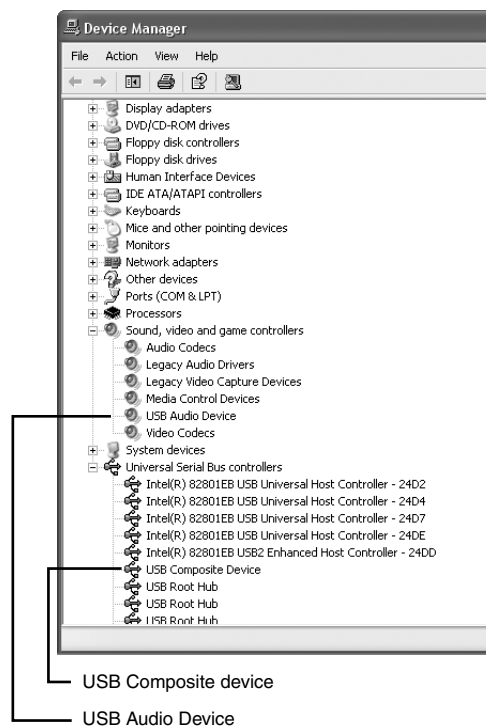 Device Manager
File Action View Help
Display adapters
DVD/CD-ROM drives
Floppy disk controllers
Floppy disk drives
Human Interface Devices
IDE ATA/ATAPI controllers
Keyboards
Mice and other pointing devices
Monitors
Network adapters
Other devices
Ports (COM & LPT)
Processors
Sound, video and game controllers
Audio Codecs
Legacy Audio Drivers
Legacy Video Capture Devices
Media Control Devices
USB Audio Device
Video Codecs
System devices
Universal Serial Bus controllers
Intel(R) 82801EB USB Universal Host Controller - 24D2
Intel(R) 82801EB USB Universal Host Controller - 24D4
Intel(R) 82801EB USB Universal Host Controller - 24D7
Intel(R) 82801EB USB Universal Host Controller - 24DE
Intel(R) 82801EB USB2 Enhanced Host Controller - 24DD
USB Composite Device
USB Root Hub
USB Root Hub
USB Root Hub
USB Composite device
USB Audio Device